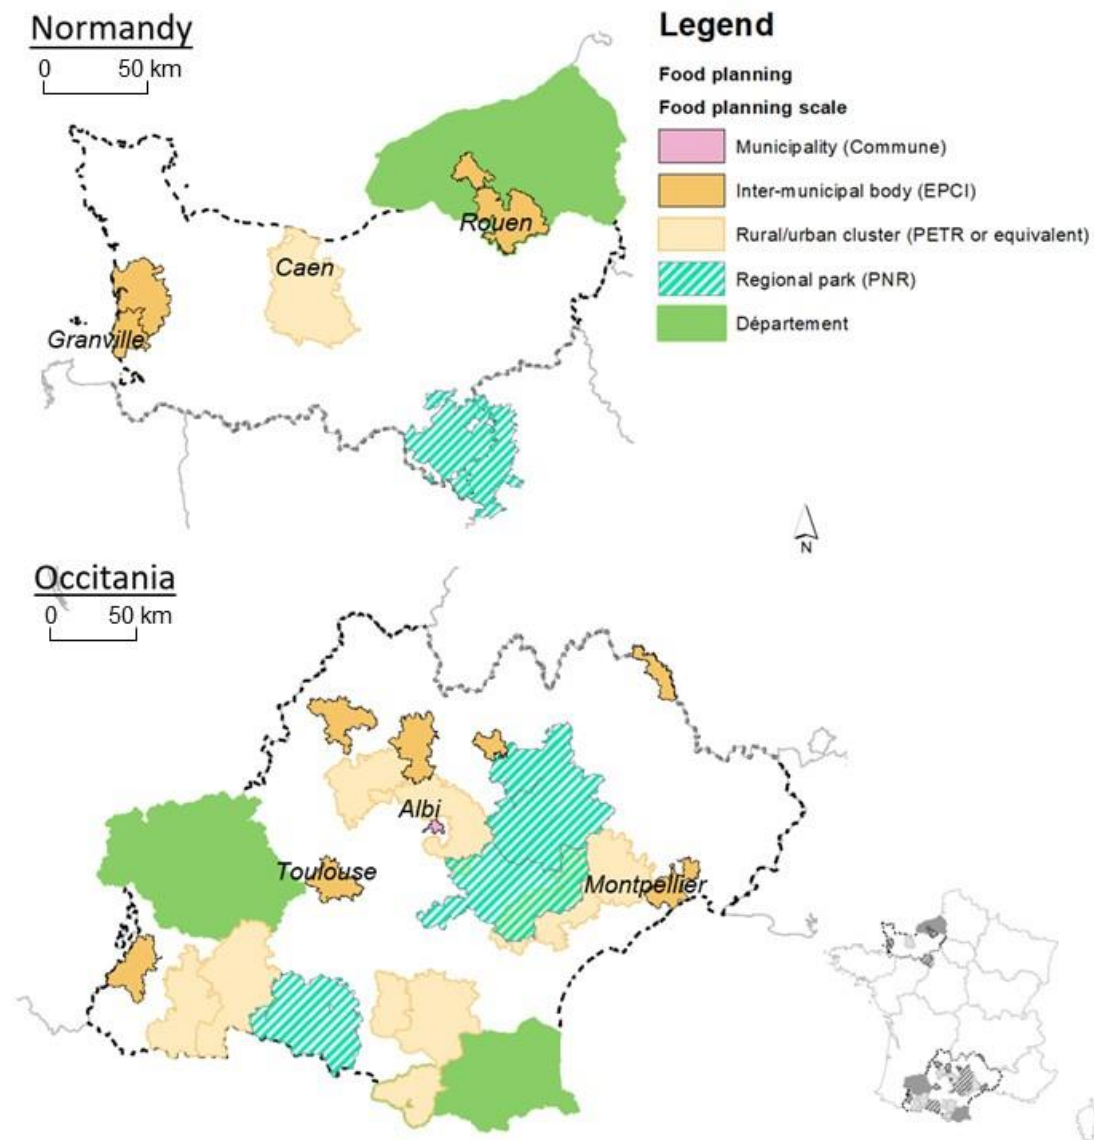 Normandy
0 50 km
Legend
Food planning
Food planning scale
Municipality (Commune)
Inter-municipal body (EPCI)
Rural/urban cluster (PETR or equivalent)
Regional park (PNR)
Département
Rouen
Caen
Granville
N
Occitania
0 50 km
Albi
Toulouse
Montpellier